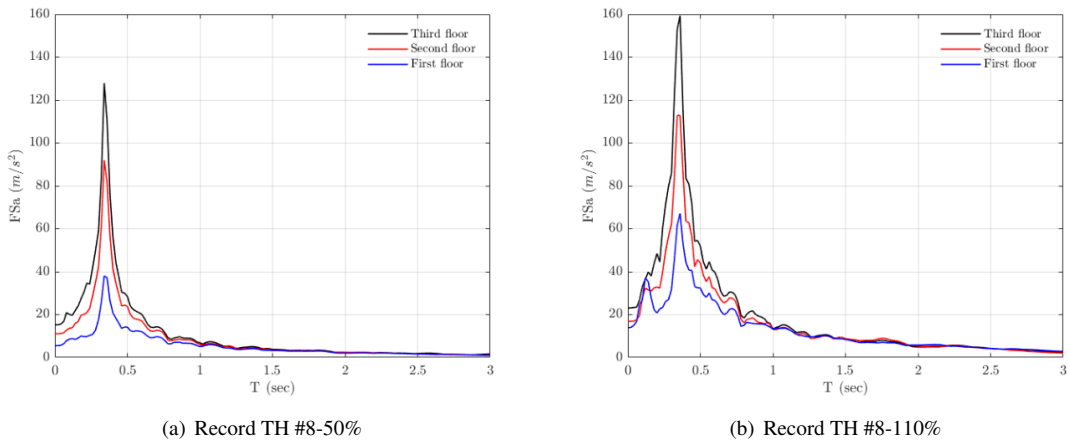 160
140
120
100
80
60
40
20
0
FSa (m/s²)
Third floor
Second floor
First floor
0 0.5 1 1.5 2 2.5 3
T (sec)
(a) Record TH #8-50%
160
140
120
100
80
60
40
20
0
FSa (m/s²)
Third floor
Second floor
First floor
0 0.5 1 1.5 2 2.5 3
T (sec)
(b) Record TH #8-110%